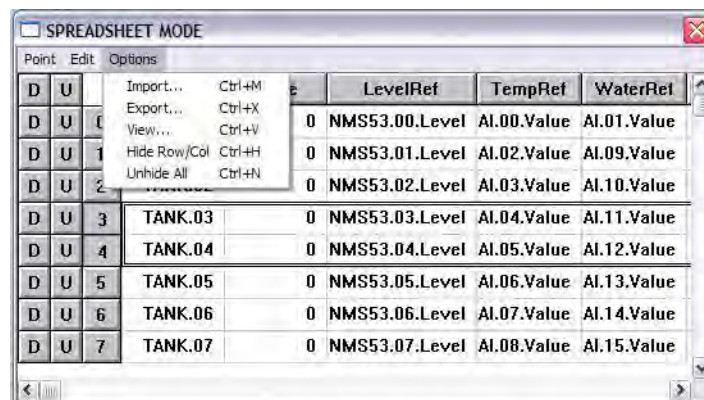 SPREADSHEET MODE
Point Edit Options
D U e LevelRef TempRef WaterRef
Import... Ctrl+M
Export... Ctrl+X
View... Ctrl+V
Hide Row/Col Ctrl+H
Unhide All Ctrl+N
D U 0 0 NMS53.00.Level AI.00.Value AI.01.Value
D U 1 0 NMS53.01.Level AI.02.Value AI.09.Value
D U 2 0 NMS53.02.Level AI.03.Value AI.10.Value
D U 3 TANK.03 0 NMS53.03.Level AI.04.Value AI.11.Value
D U 4 TANK.04 0 NMS53.04.Level AI.05.Value AI.12.Value
D U 5 TANK.05 0 NMS53.05.Level AI.06.Value AI.13.Value
D U 6 TANK.06 0 NMS53.06.Level AI.07.Value AI.14.Value
D U 7 TANK.07 0 NMS53.07.Level AI.08.Value AI.15.Value